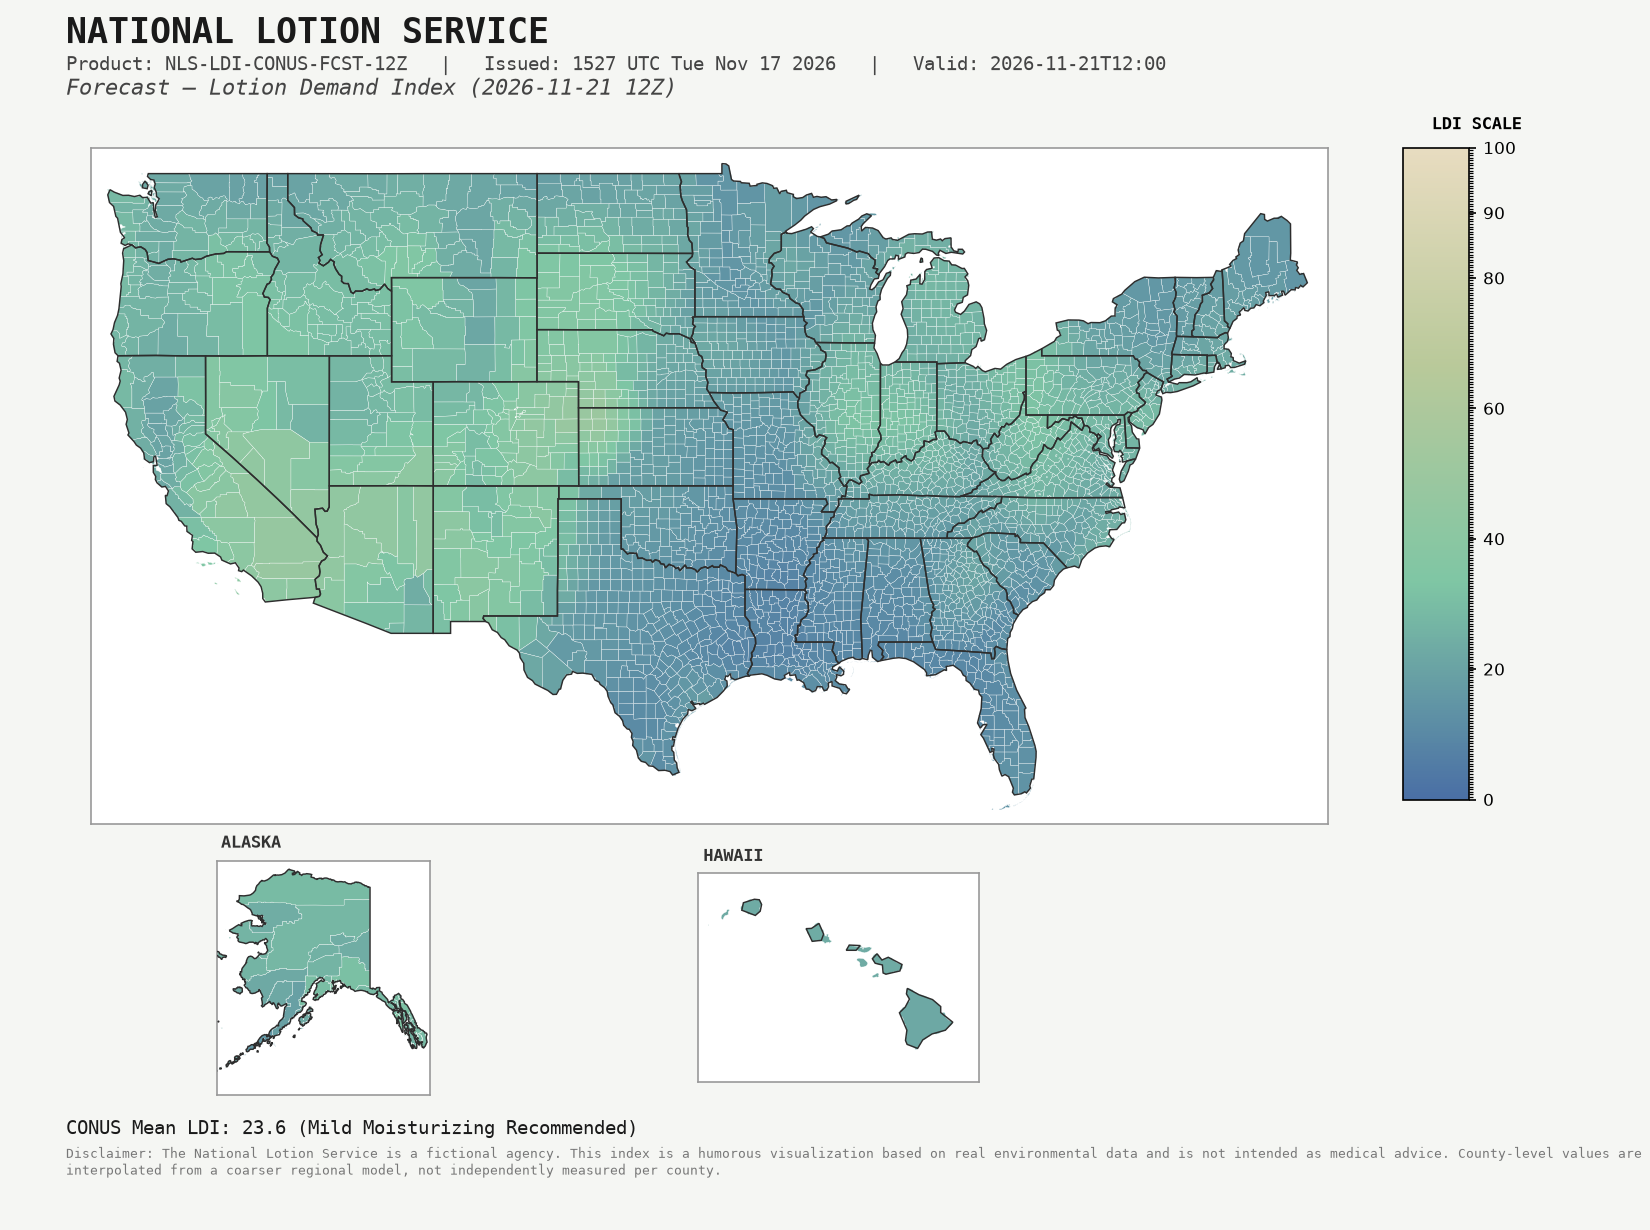 NATIONAL LOTION SERVICE
Product: NLS-LDI-CONUS-FCST-12Z | Issued: 1527 UTC Tue Nov 17 2026 | Valid: 2026-11-21T12:00
Forecast — Lotion Demand Index (2026-11-21 12Z)
LDI SCALE
100
90
80
60
40
20
0
ALASKA
HAWAII
CONUS Mean LDI: 23.6 (Mild Moisturizing Recommended)
Disclaimer: The National Lotion Service is a fictional agency. This index is a humorous visualization based on real environmental data and is not intended as medical advice. County-level values are
interpolated from a coarser regional model, not independently measured per county.